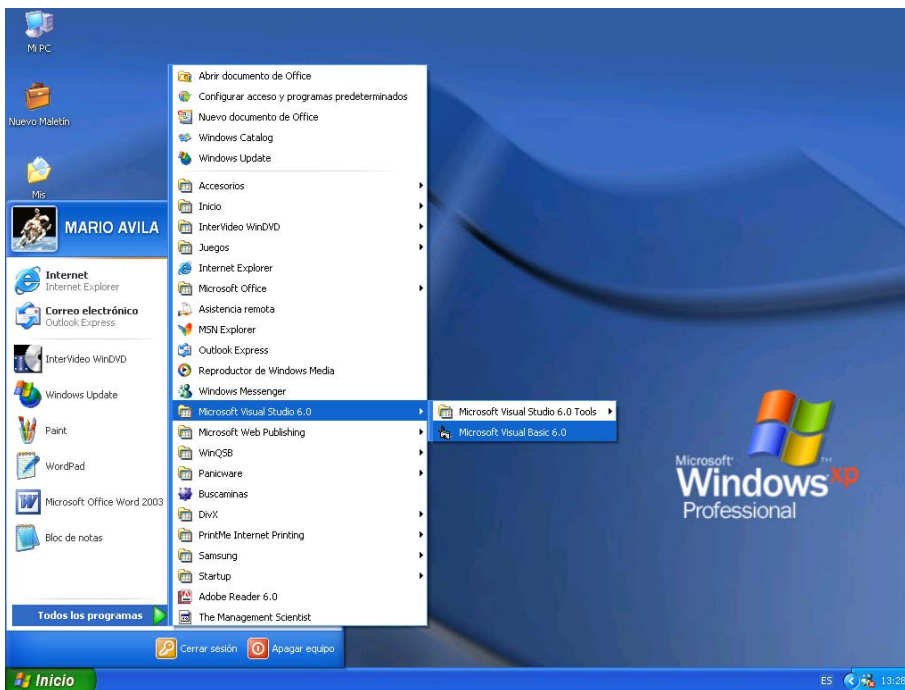 Mi PC
Nuevo Maletín
Mis
MARIO AVILA
Internet
Internet Explorer
Correo electrónico
Outlook Express
InterVideo WinDVD
Windows Update
Paint
WordPad
Microsoft Office Word 2003
Bloc de notas
Todos los programas
Abrir documento de Office
Configurar acceso y programas predeterminados
Nuevo documento de Office
Windows Catalog
Windows Update
Accesorios
Inicio
InterVideo WinDVD
Juegos
Internet Explorer
Microsoft Office
Asistencia remota
MSN Explorer
Outlook Express
Reproductor de Windows Media
Windows Messenger
Microsoft Visual Studio 6.0
Microsoft Web Publishing
WinQSB
Panicware
Buscaminas
DivX
PrintMe Internet Printing
Samsung
Startup
Adobe Reader 6.0
The Management Scientist
Microsoft Visual Studio 6.0 Tools
Microsoft Visual Basic 6.0
Microsoft
Windows xp
Professional
Cerrar sesión
Apagar equipo
Inicio
ES
13:28